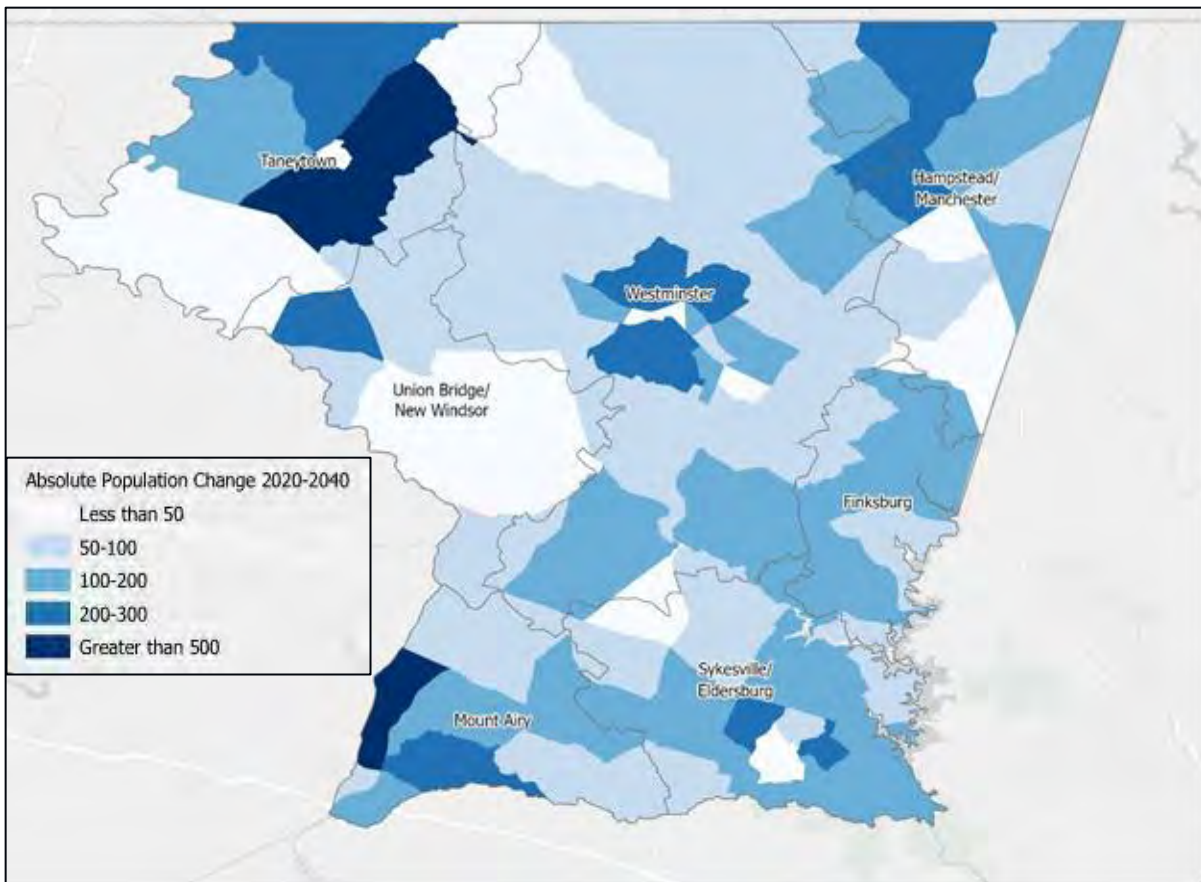 Taneytown
Hampstead/
Manchester
Westminster
Union Bridge/
New Windsor
Absolute Population Change 2020-2040
Less than 50
50-100
100-200
200-300
Greater than 500
Finksburg
Sykesville/
Eldersburg
Mount Airy